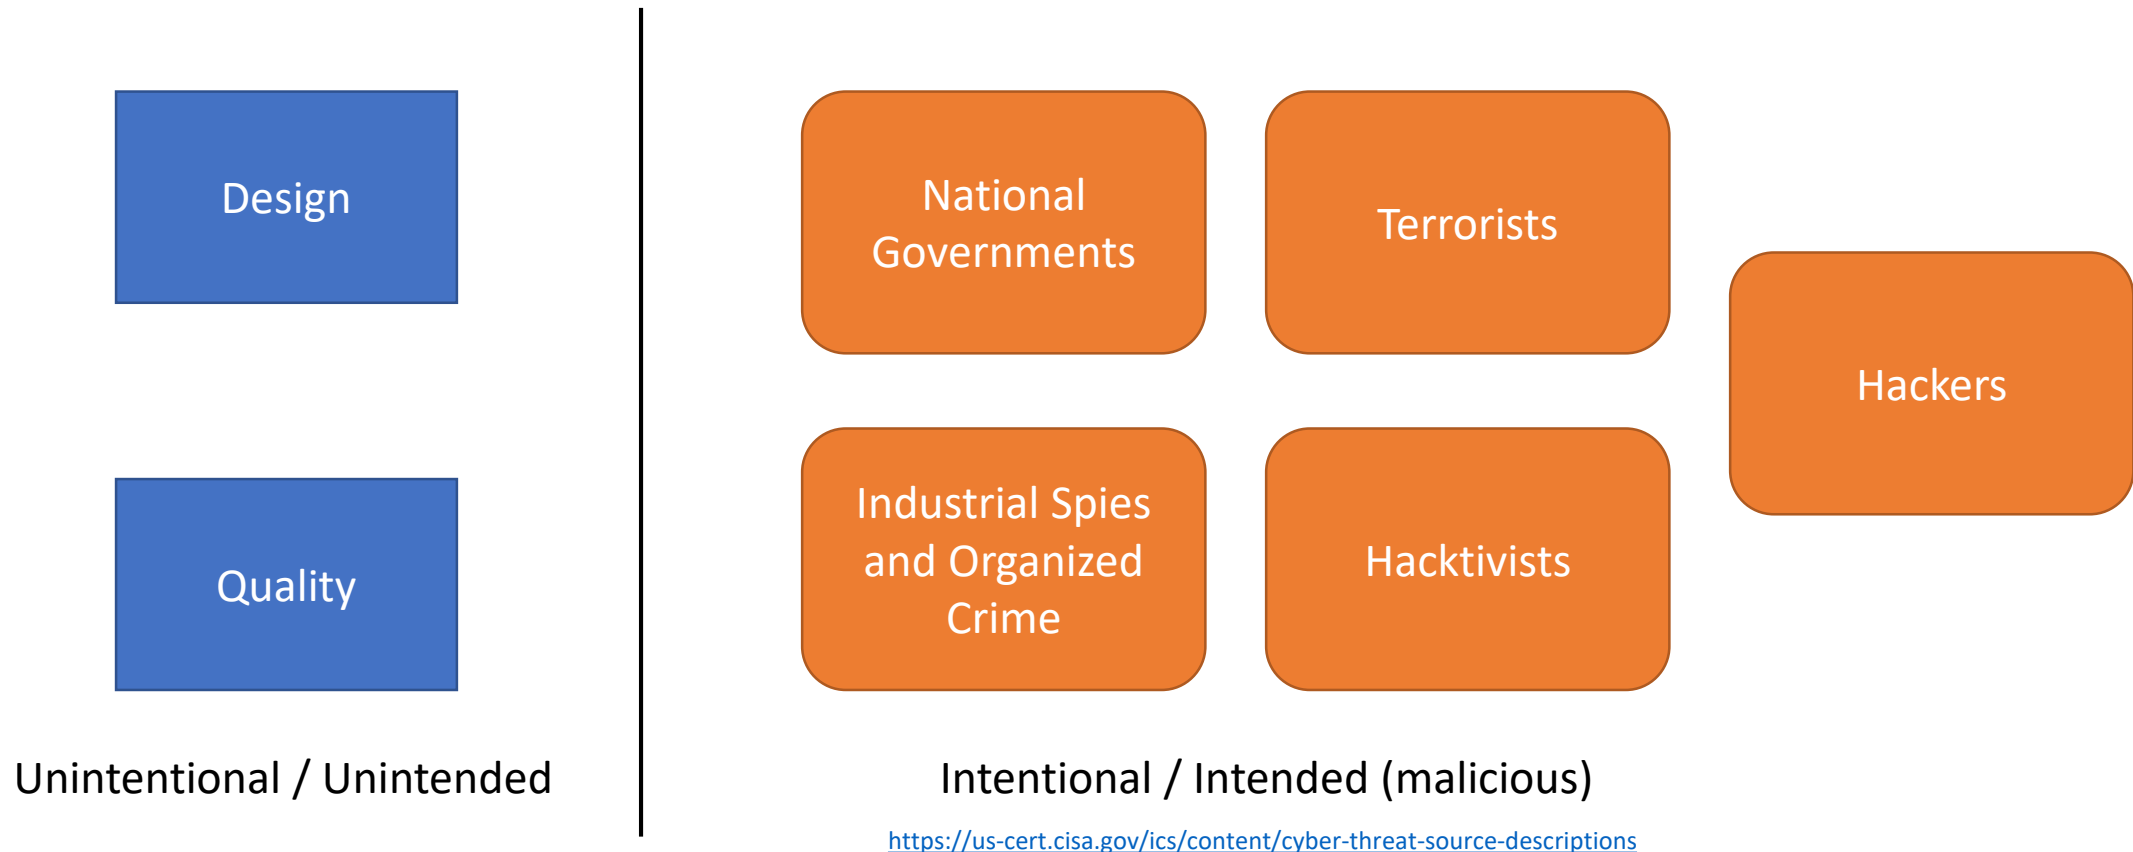 Design
Quality
Unintentional / Unintended
National
Governments
Terrorists
Industrial Spies
and Organized
Crime
Hacktivists
Hackers
Intentional / Intended (malicious)
https://us-cert.cisa.gov/ics/content/cyber-threat-source-descriptions